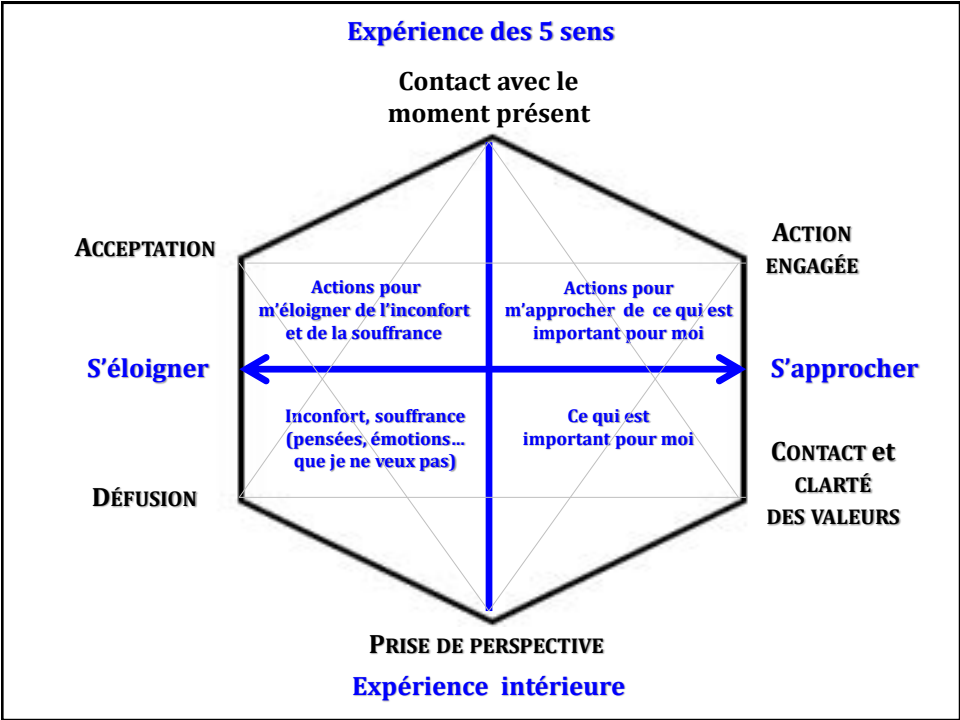 Expérience des 5 sens
Contact avec le
moment présent
ACCEPTATION
ACTION
ENGAGÉE
Actions pour
m’éloigner de l’inconfort
et de la souffrance
Actions pour
m’approcher de ce qui est
important pour moi
S’éloigner
S’approcher
Inconfort, souffrance
(pensées, émotions…
que je ne veux pas)
Ce qui est
important pour moi
CONTACT et
CLARTÉ
DES VALEURS
DÉFUSION
PRISE DE PERSPECTIVE
Expérience intérieure